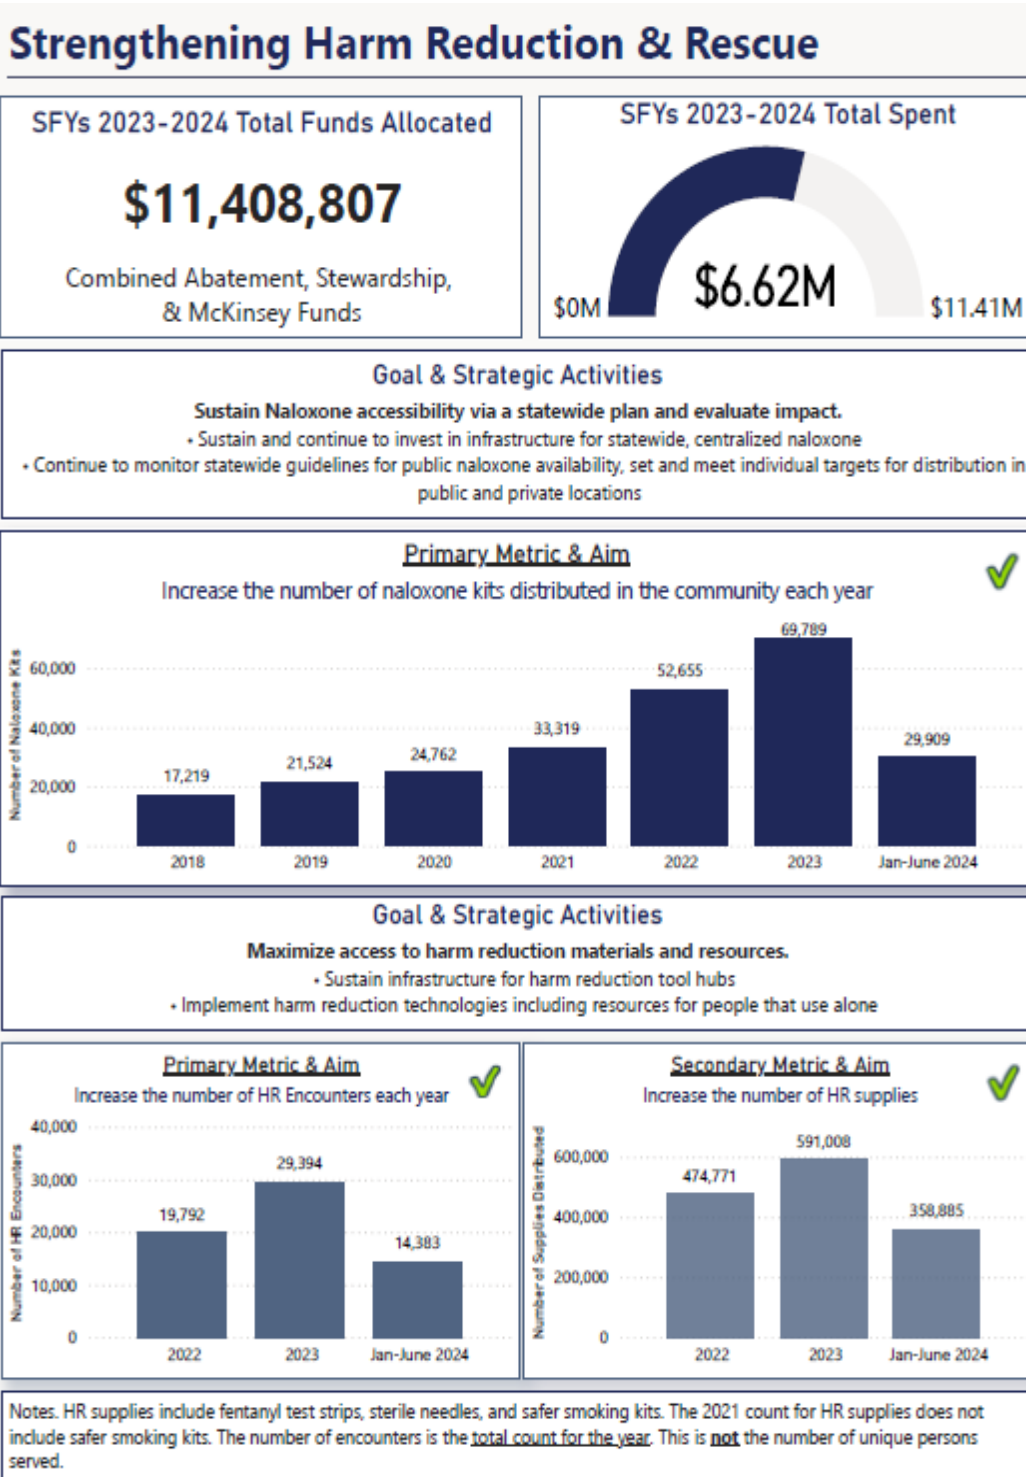 Strengthening Harm Reduction & Rescue
SFYs 2023-2024 Total Funds Allocated
$11,408,807
Combined Abatement, Stewardship,
& McKinsey Funds
SFYs 2023-2024 Total Spent
$6.62M
$0M
$11.41M
Goal & Strategic Activities
Sustain Naloxone accessibility via a statewide plan and evaluate impact.
• Sustain and continue to invest in infrastructure for statewide, centralized naloxone
• Continue to monitor statewide guidelines for public naloxone availability, set and meet individual targets for distribution in
public and private locations
Primary Metric & Aim
Increase the number of naloxone kits distributed in the community each year
Number of Naloxone Kits
60,000
40,000
20,000
0
17,219
21,524
24,762
33,319
52,655
69,789
29,909
2018
2019
2020
2021
2022
2023
Jan-June 2024
Goal & Strategic Activities
Maximize access to harm reduction materials and resources.
• Sustain infrastructure for harm reduction tool hubs
• Implement harm reduction technologies including resources for people that use alone
Primary Metric & Aim
Increase the number of HR Encounters each year
Number of HR Encounters
40,000
30,000
20,000
10,000
0
19,792
29,394
14,383
2022
2023
Jan-June 2024
Secondary Metric & Aim
Increase the number of HR supplies
Number of Supplies Distributed
600,000
400,000
200,000
0
474,771
591,008
358,885
2022
2023
Jan-June 2024
Notes. HR supplies include fentanyl test strips, sterile needles, and safer smoking kits. The 2021 count for HR supplies does not
include safer smoking kits. The number of encounters is the total count for the year. This is not the number of unique persons
served.